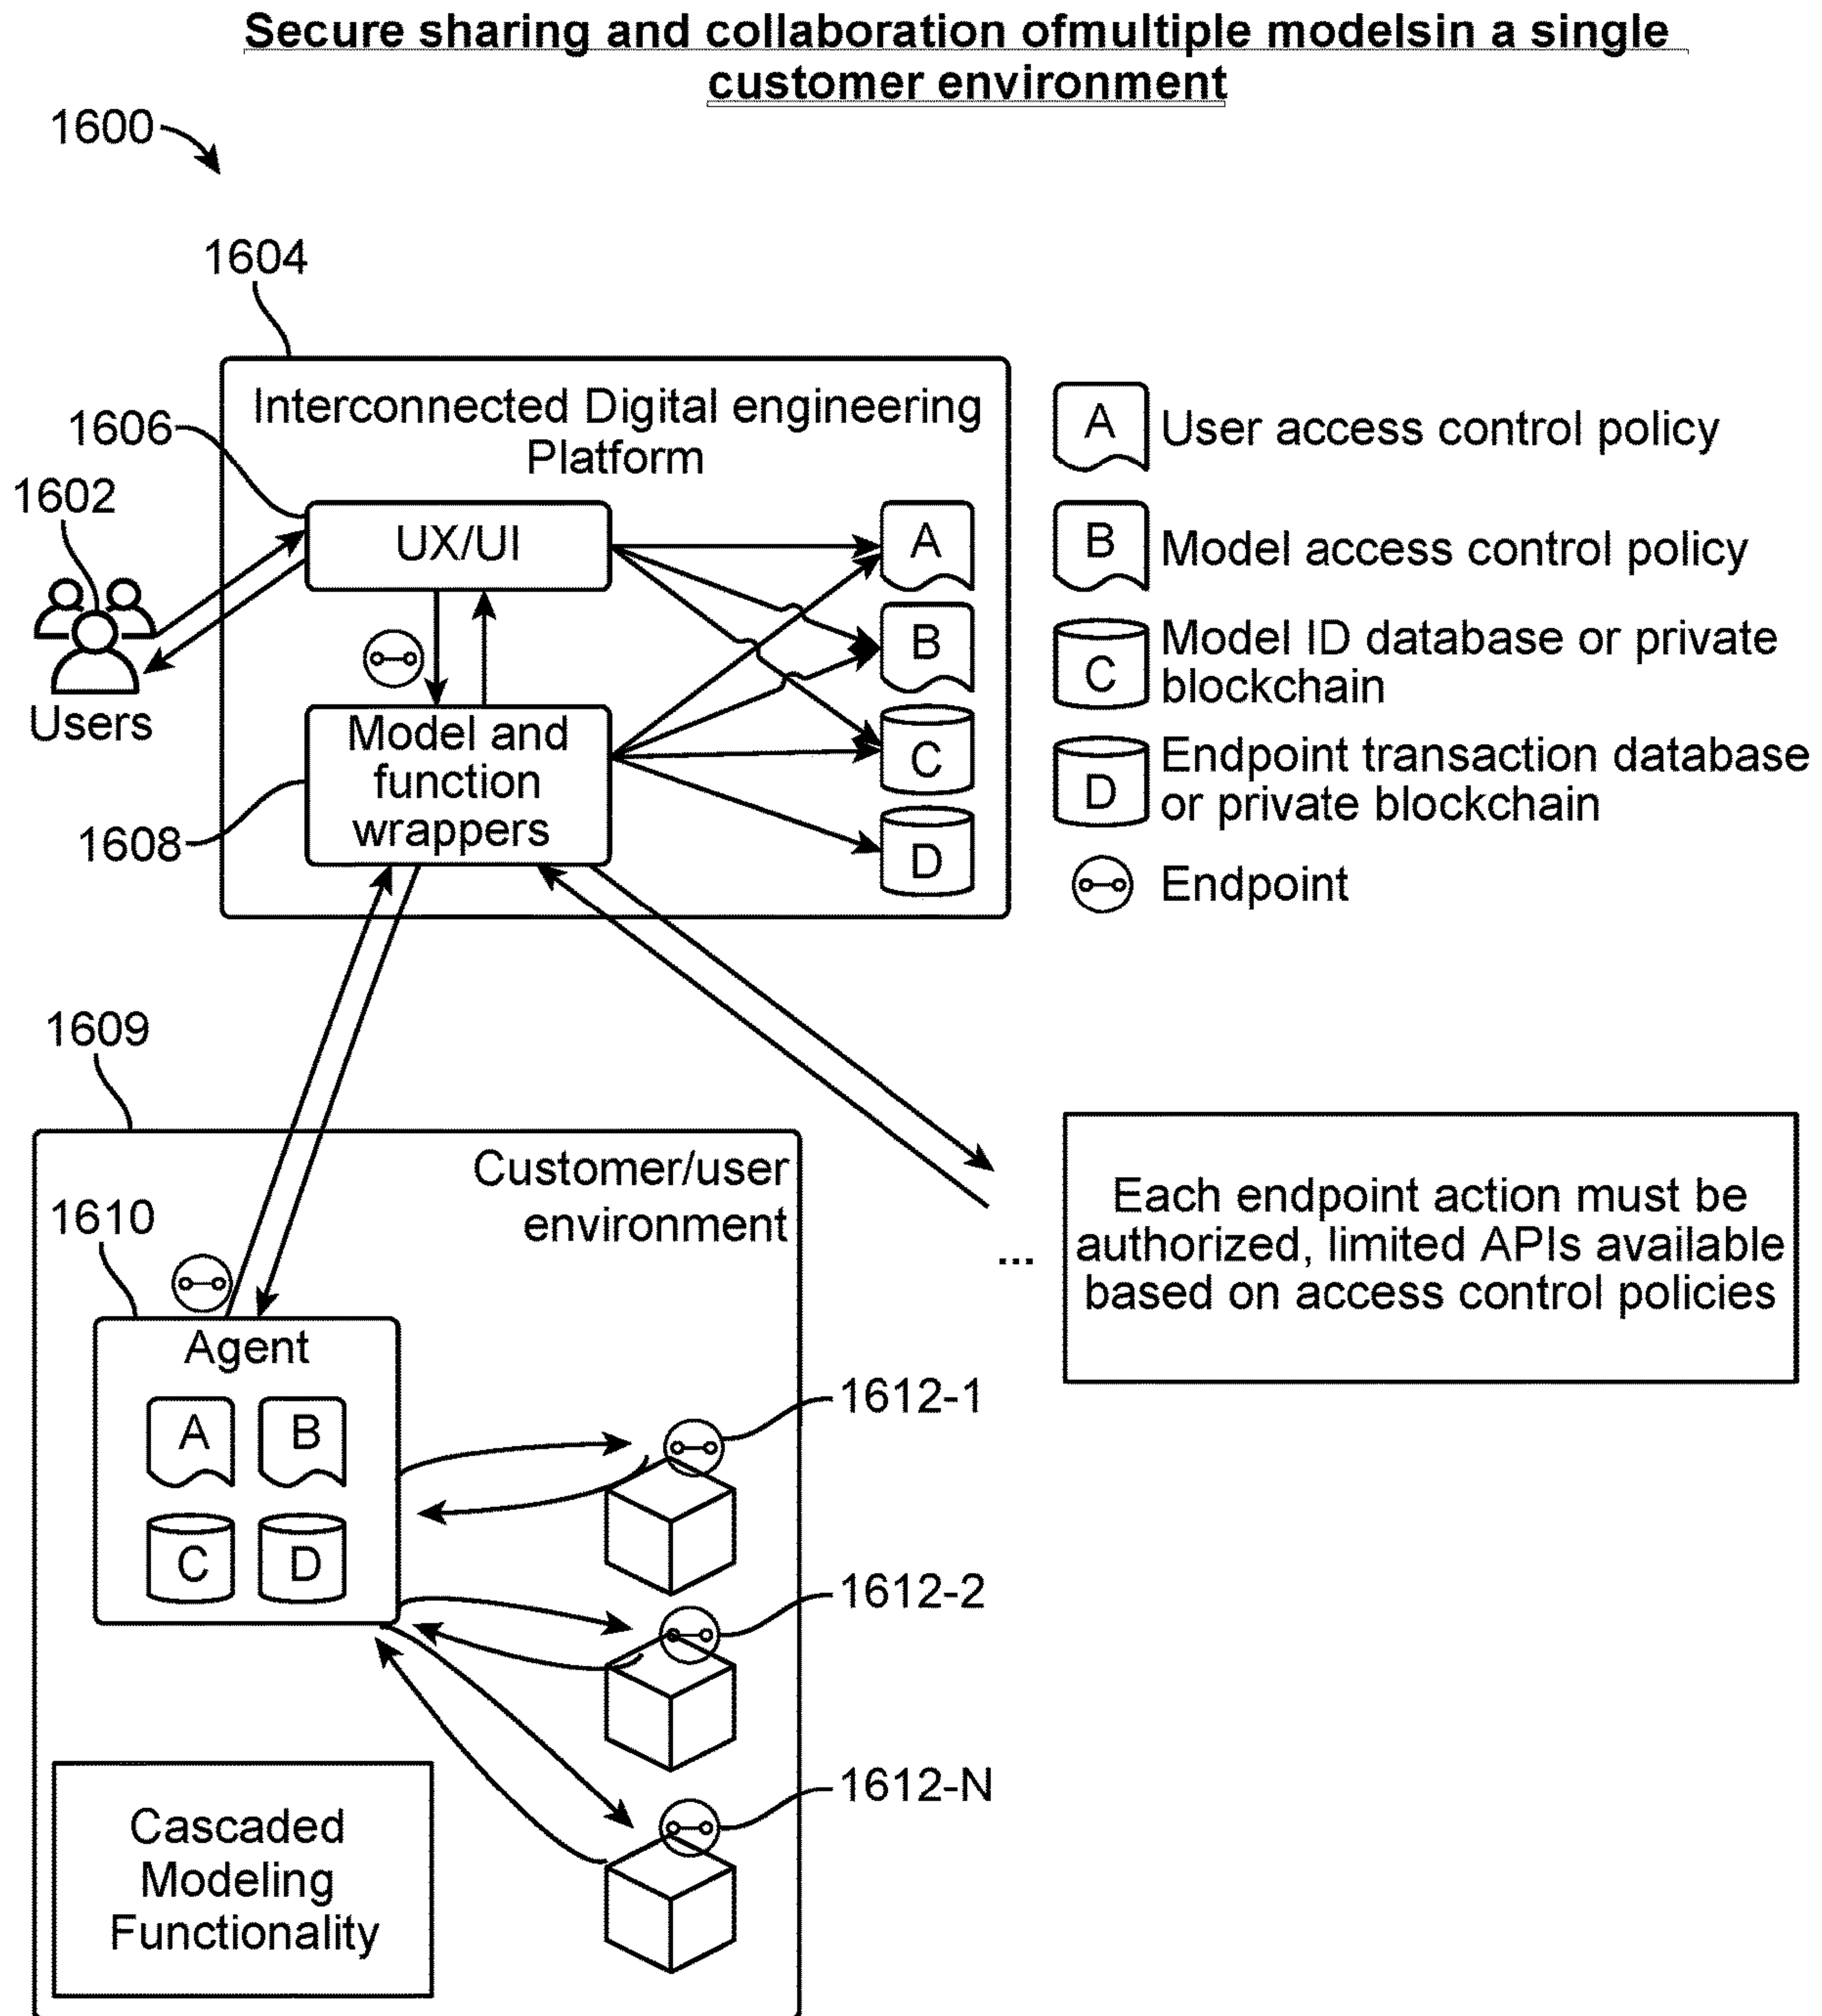 Secure sharing and collaboration ofmultiple modelsin a single
customer environment
1600
1604
Interconnected Digital engineering
Platform
1606
1602
UX/UI
Users
Model and
function
wrappers
1608
A
B
C
D
A
User access control policy
B
Model access control policy
C
Model ID database or private
blockchain
D
Endpoint transaction database
or private blockchain
Endpoint
1609
Customer/user
environment
1610
Agent
A
B
C
D
...
Each endpoint action must be
authorized, limited APIs available
based on access control policies
1612-1
1612-2
1612-N
Cascaded
Modeling
Functionality